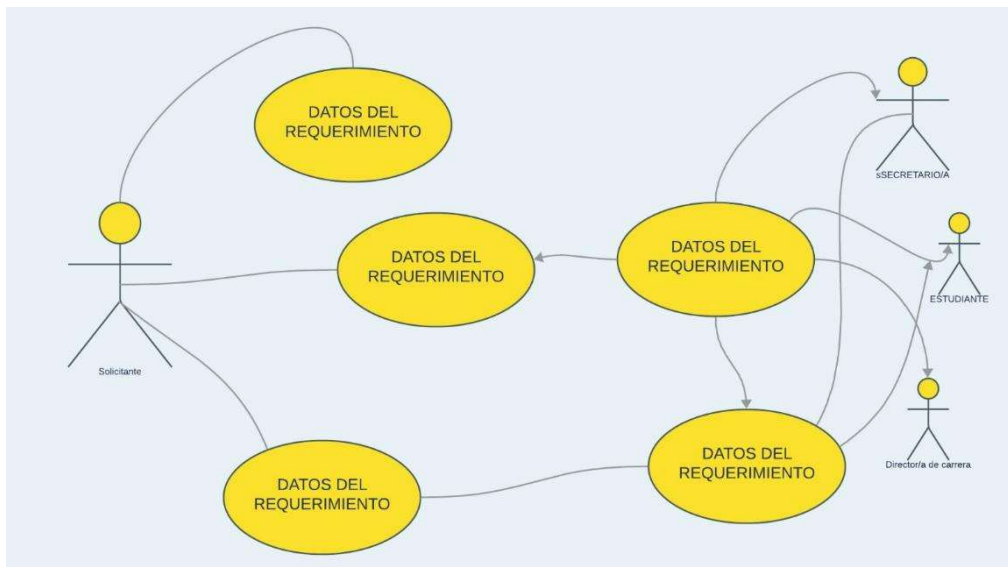 DATOS DEL
REQUERIMIENTO
sSECRETARIO/A
DATOS DEL
REQUERIMIENTO
DATOS DEL
REQUERIMIENTO
ESTUDIANTE
Solicitante
DATOS DEL
REQUERIMIENTO
Director/a de carrera
DATOS DEL
REQUERIMIENTO